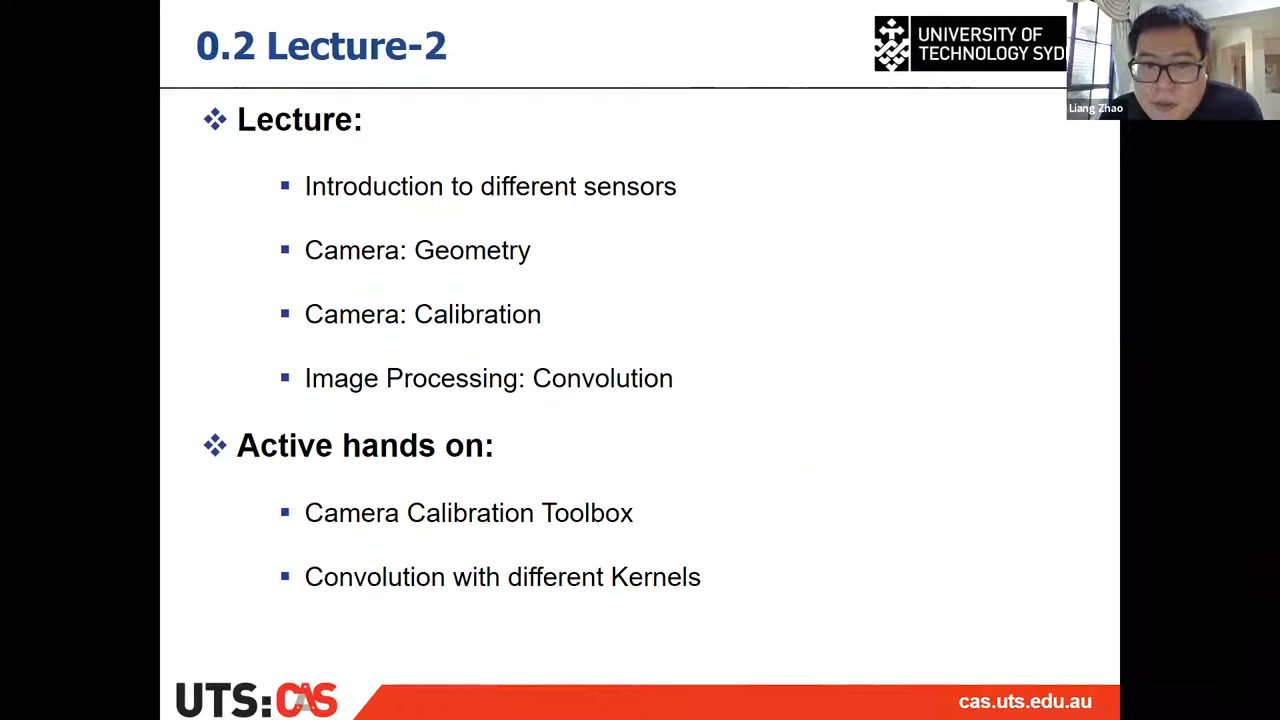 0.2 Lecture-2
UNIVERSITY OF
TECHNOLOGY SYD
Liang Zhao
Lecture:
Introduction to different sensors
Camera: Geometry
Camera: Calibration
Image Processing: Convolution
Active hands on:
Camera Calibration Toolbox
Convolution with different Kernels
UTS:CAS
cas.uts.edu.au